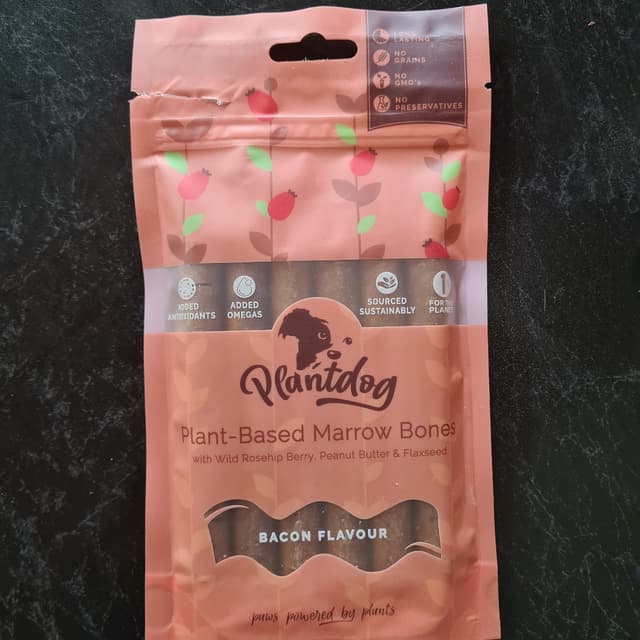 LASTING
NO
GRAINS
NO
GMO's
NO
PRESERVATIVES
ADDED
ANTIOXIDANTS
ADDED
OMEGAS
SOURCED
SUSTAINABLY
1
FOR THE
PLANET
Plantdog
Plant-Based Marrow Bones
with Wild Rosehip Berry, Peanut Butter & Flaxseed
BACON FLAVOUR
paws powered by plants